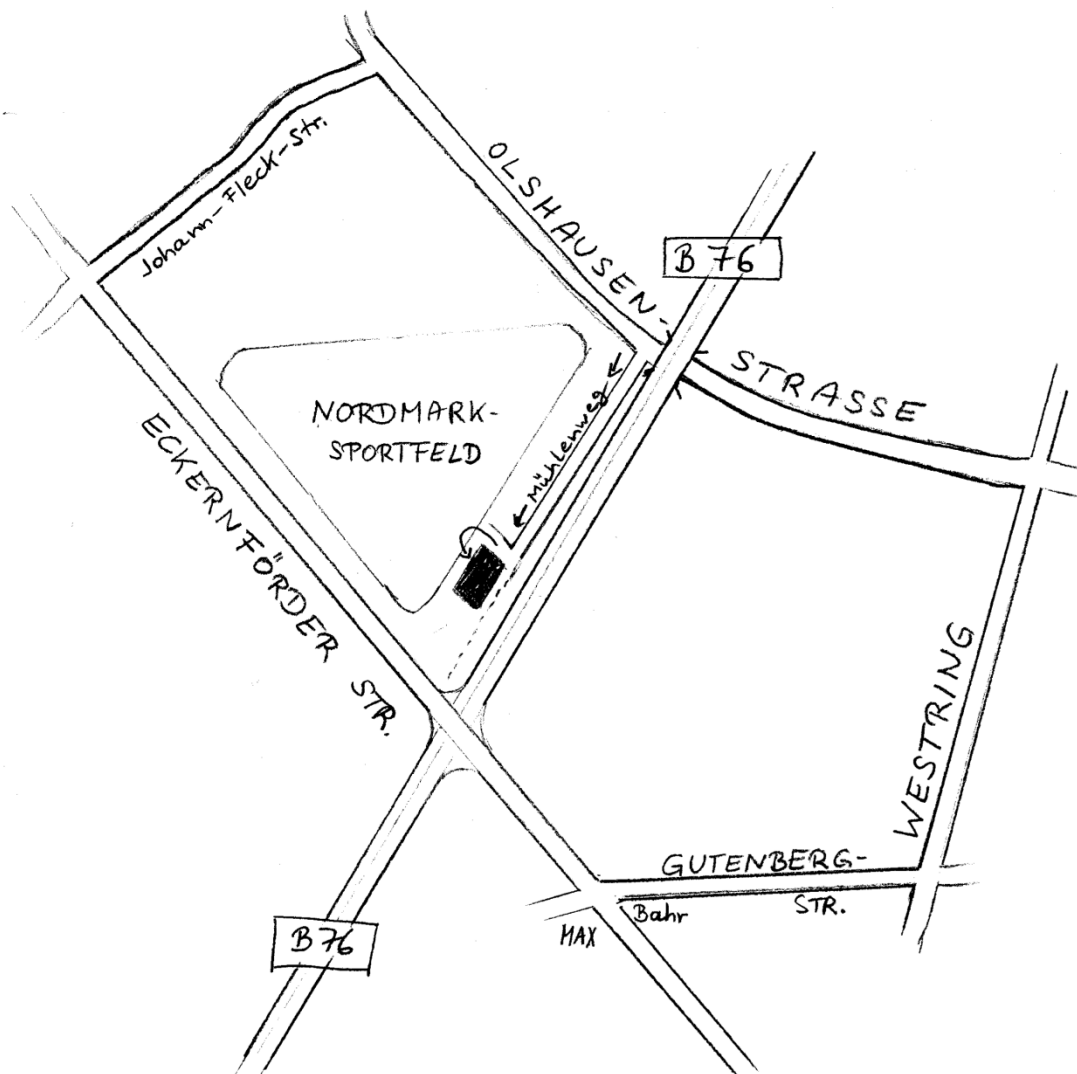 Johann-Fleck-Str.
OLSHAUSEN-
STRASSE
B 76
NORDMARK-
SPORTFELD
Mühlenweg
ECKERNFÖRDER STR.
WESTRING
GUTENBERG-
STR.
MAX
Bahr
B 76